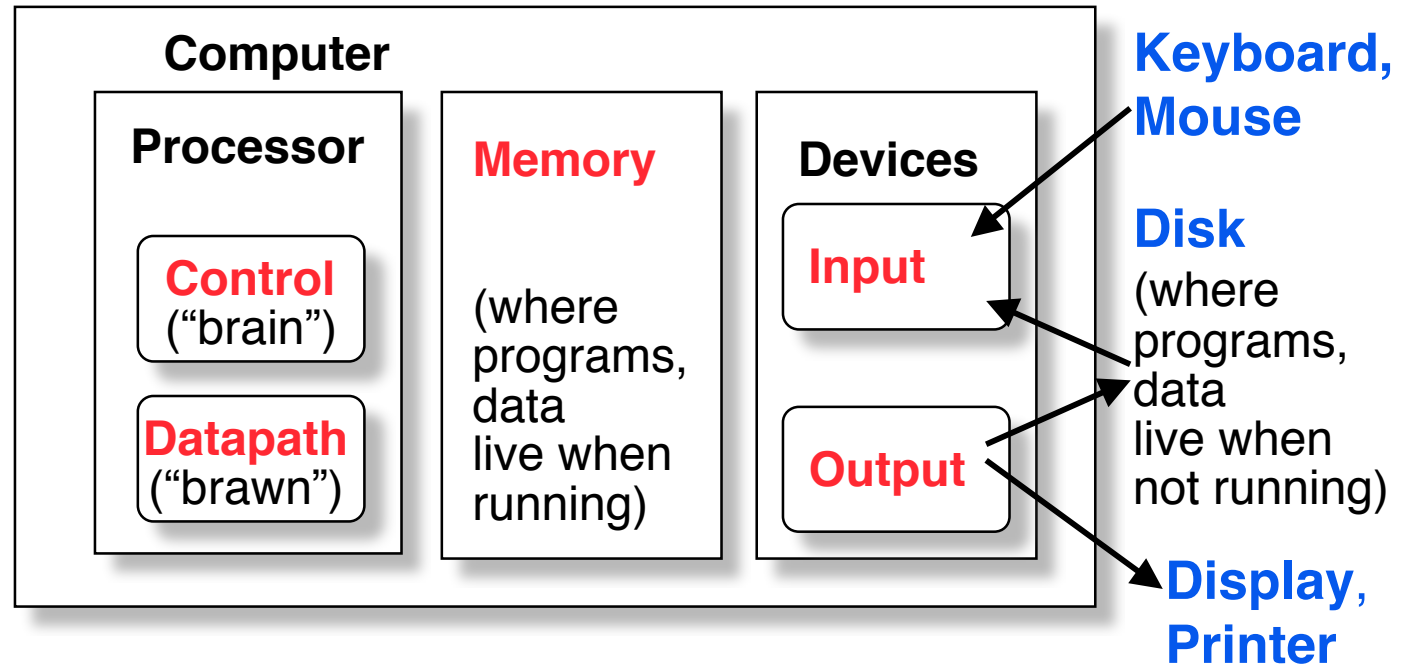 Computer
Processor
Control
(“brain”)
Datapath
(“brawn”)
Memory
(where
programs,
data
live when
running)
Devices
Input
Output
Keyboard,
Mouse
Disk
(where
programs,
data
live when
not running)
Display,
Printer